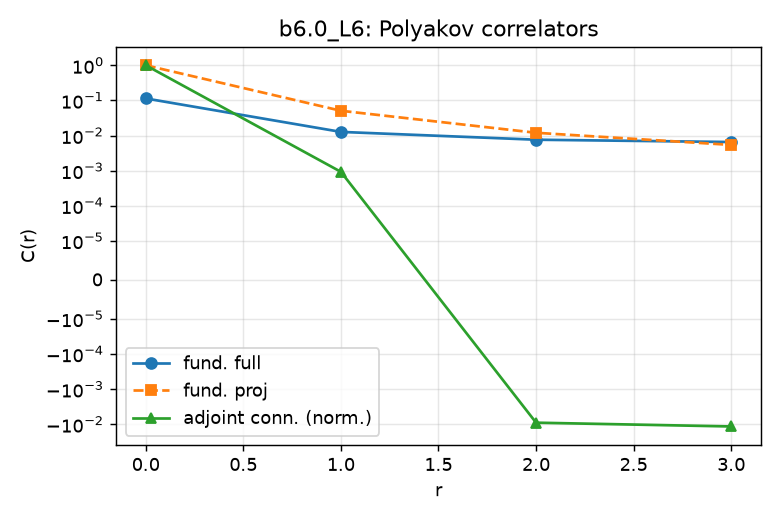 b6.0_L6: Polyakov correlators
C(r)
10⁰
10⁻¹
10⁻²
10⁻³
10⁻⁴
10⁻⁵
0
−10⁻⁵
−10⁻⁴
−10⁻³
−10⁻²
fund. full
fund. proj
adjoint conn. (norm.)
0.0 0.5 1.0 1.5 2.0 2.5 3.0
r